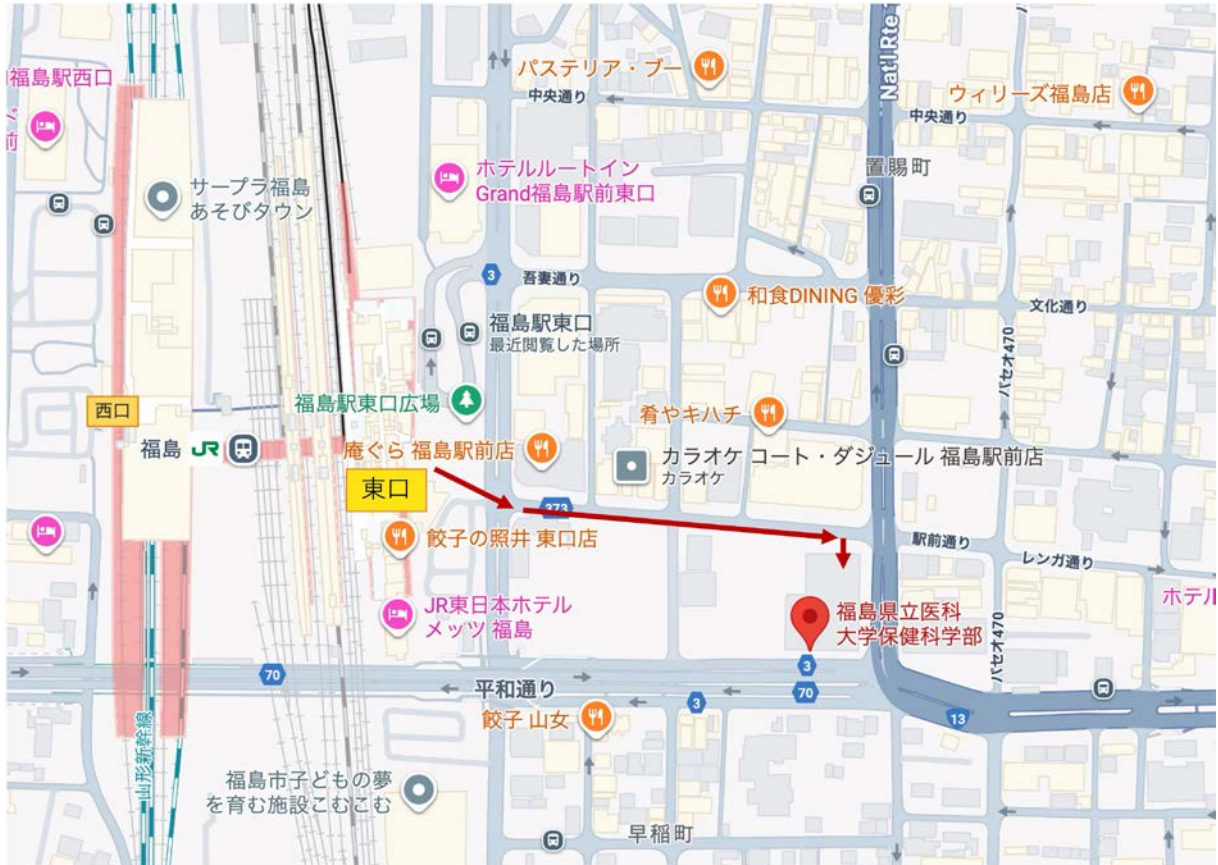 福島駅西口
前
サープラ福島
あそびタウン
パステリア・ブー
中央通り
Nat'l Rte
ウィリーズ福島店
中央通り
置賜町
ホテルルートイン
Grand福島駅前東口
3
吾妻通り
和食DINING 優彩
文化通り
福島駅東口
最近閲覧した場所
パセオ470
西口
福島駅東口広場
肴やキハチ
福島 JR
庵ぐら 福島駅前店
カラオケ コート・ダジュール 福島駅前店
カラオケ
東口
273
餃子の照井 東口店
駅前通り
レンガ通り
JR東日本ホテル
メッツ 福島
福島県立医科
大学保健科学部
ホテル
パセオ470
70
3
平和通り
70
3
13
餃子 山女
山形新幹線
福島市子どもの夢
を育む施設こむこむ
早稲町